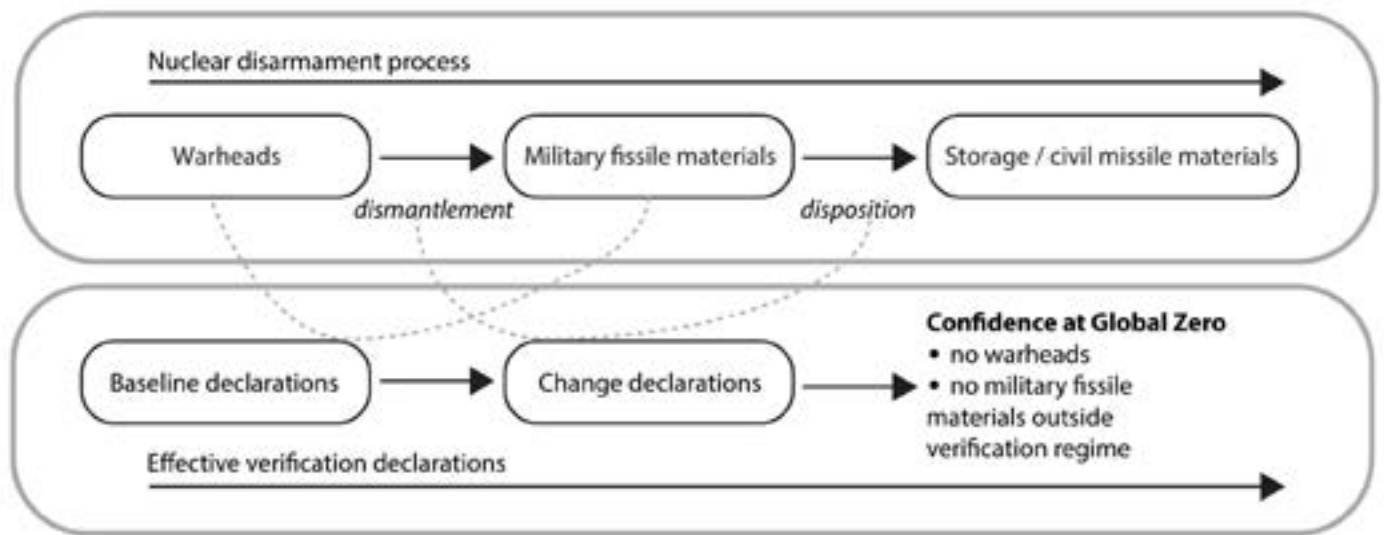 Nuclear disarmament process
Warheads
Military fissile materials
Storage / civil missile materials
dismantlement
disposition
Baseline declarations
Change declarations
Confidence at Global Zero
• no warheads
• no military fissile
materials outside
verification regime
Effective verification declarations